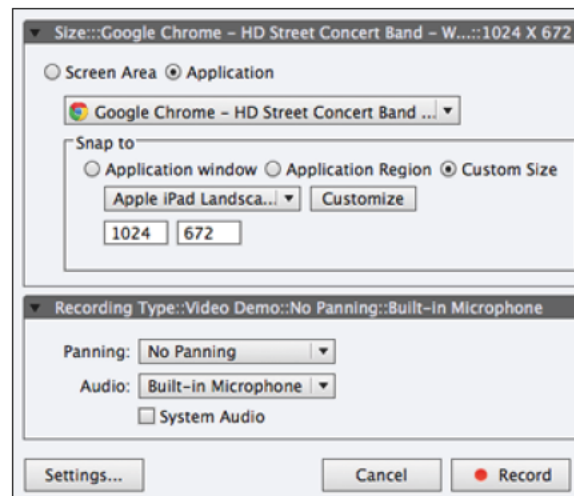 Size:::Google Chrome – HD Street Concert Band – W...::1024 X 672
Screen Area Application
Google Chrome – HD Street Concert Band ...
Snap to
Application window Application Region Custom Size
Apple iPad Landsca... Customize
1024 672
Recording Type::Video Demo::No Panning::Built-in Microphone
Panning: No Panning
Audio: Built-in Microphone
System Audio
Settings... Cancel Record